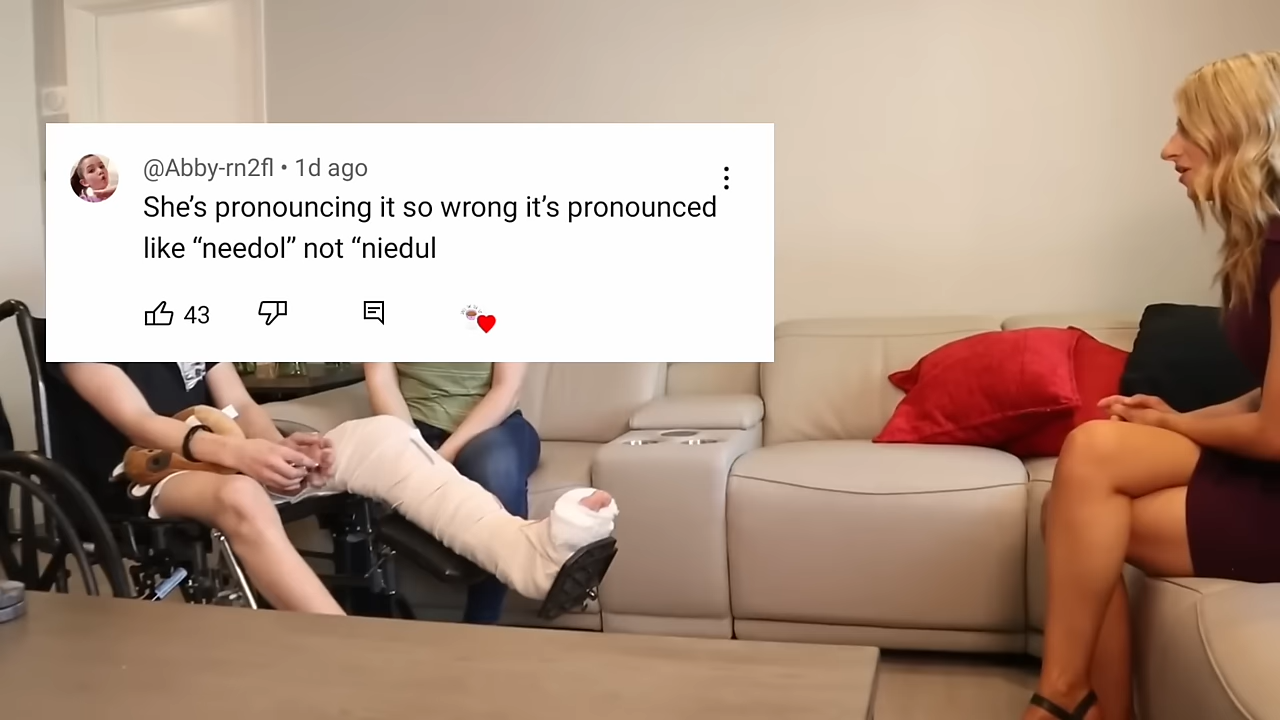 @Abby-rn2fl • 1d ago
She’s pronouncing it so wrong it’s pronounced
like “needol” not “niedul
43